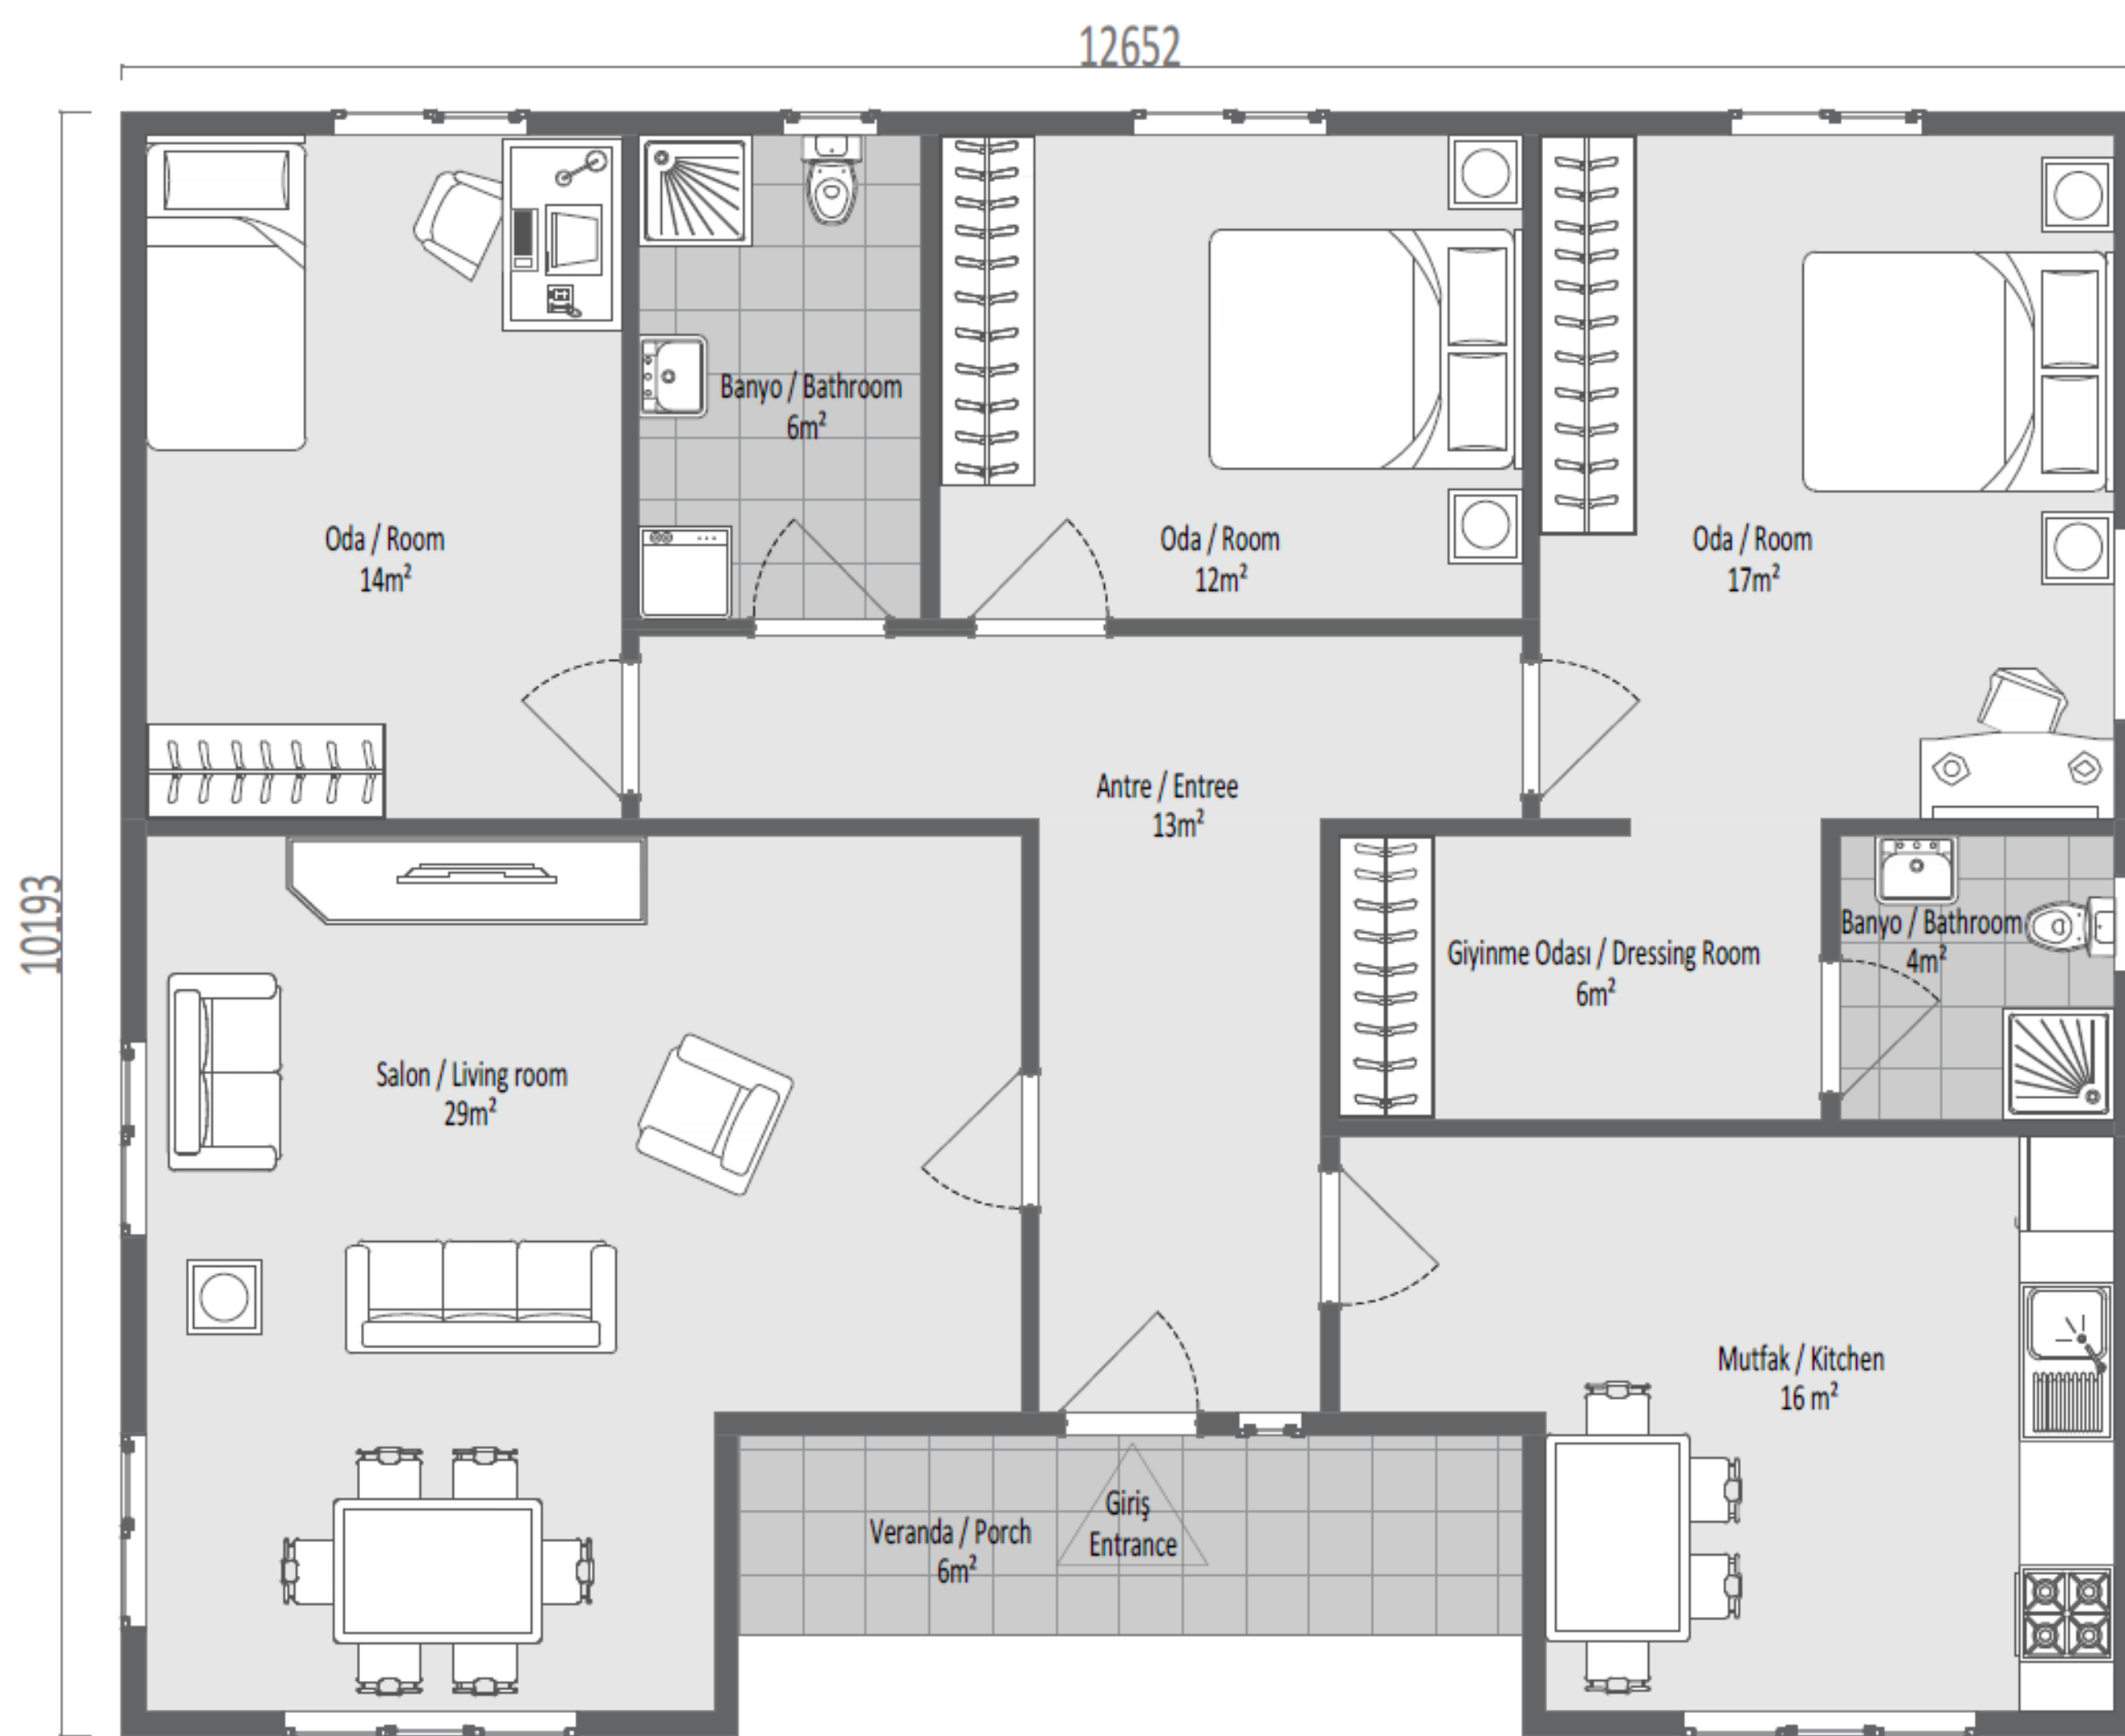 12652
10193
Oda / Room
14m²
Banyo / Bathroom
6m²
Oda / Room
12m²
Oda / Room
17m²
Antre / Entree
13m²
Giyinme Odası / Dressing Room
6m²
Banyo / Bathroom
4m²
Salon / Living room
29m²
Mutfak / Kitchen
16 m²
Veranda / Porch
6m²
Giriş
Entrance